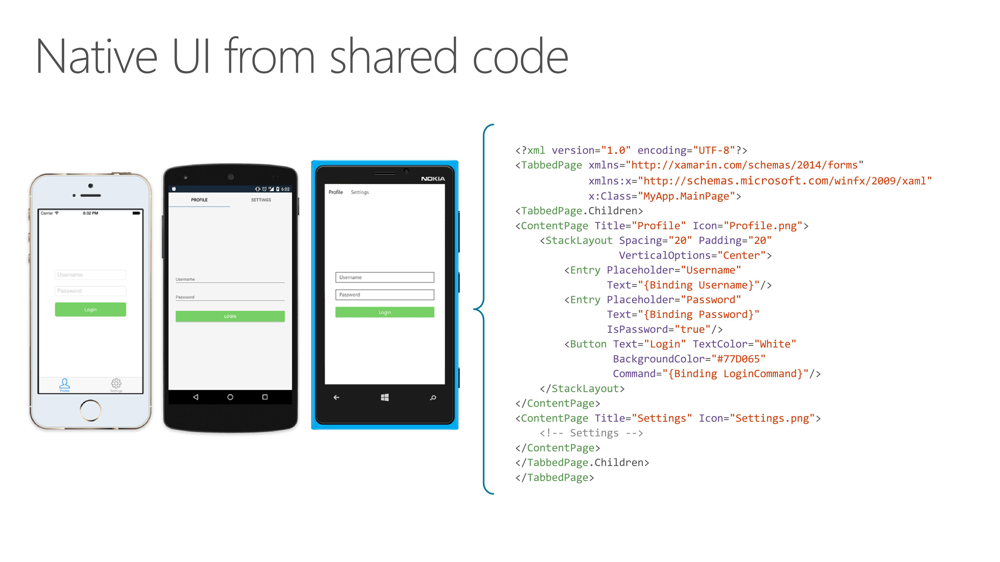 Native UI from shared code
Carrier 6:32 PM
Username
Password
Login
Profile Settings
6:02
PROFILE SETTINGS
Username
Password
LOGIN
NOKIA
Profile Settings
Username
Password
Login
<?xml version="1.0" encoding="UTF-8"?>
<TabbedPage xmlns="http://xamarin.com/schemas/2014/forms"
xmlns:x="http://schemas.microsoft.com/winfx/2009/xaml"
x:Class="MyApp.MainPage">
<TabbedPage.Children>
<ContentPage Title="Profile" Icon="Profile.png">
<StackLayout Spacing="20" Padding="20"
VerticalOptions="Center">
<Entry Placeholder="Username"
Text="{Binding Username}"/>
<Entry Placeholder="Password"
Text="{Binding Password}"
IsPassword="true"/>
<Button Text="Login" TextColor="White"
BackgroundColor="#77D065"
Command="{Binding LoginCommand}"/>
</StackLayout>
</ContentPage>
<ContentPage Title="Settings" Icon="Settings.png">
<!-- Settings -->
</ContentPage>
</TabbedPage.Children>
</TabbedPage>